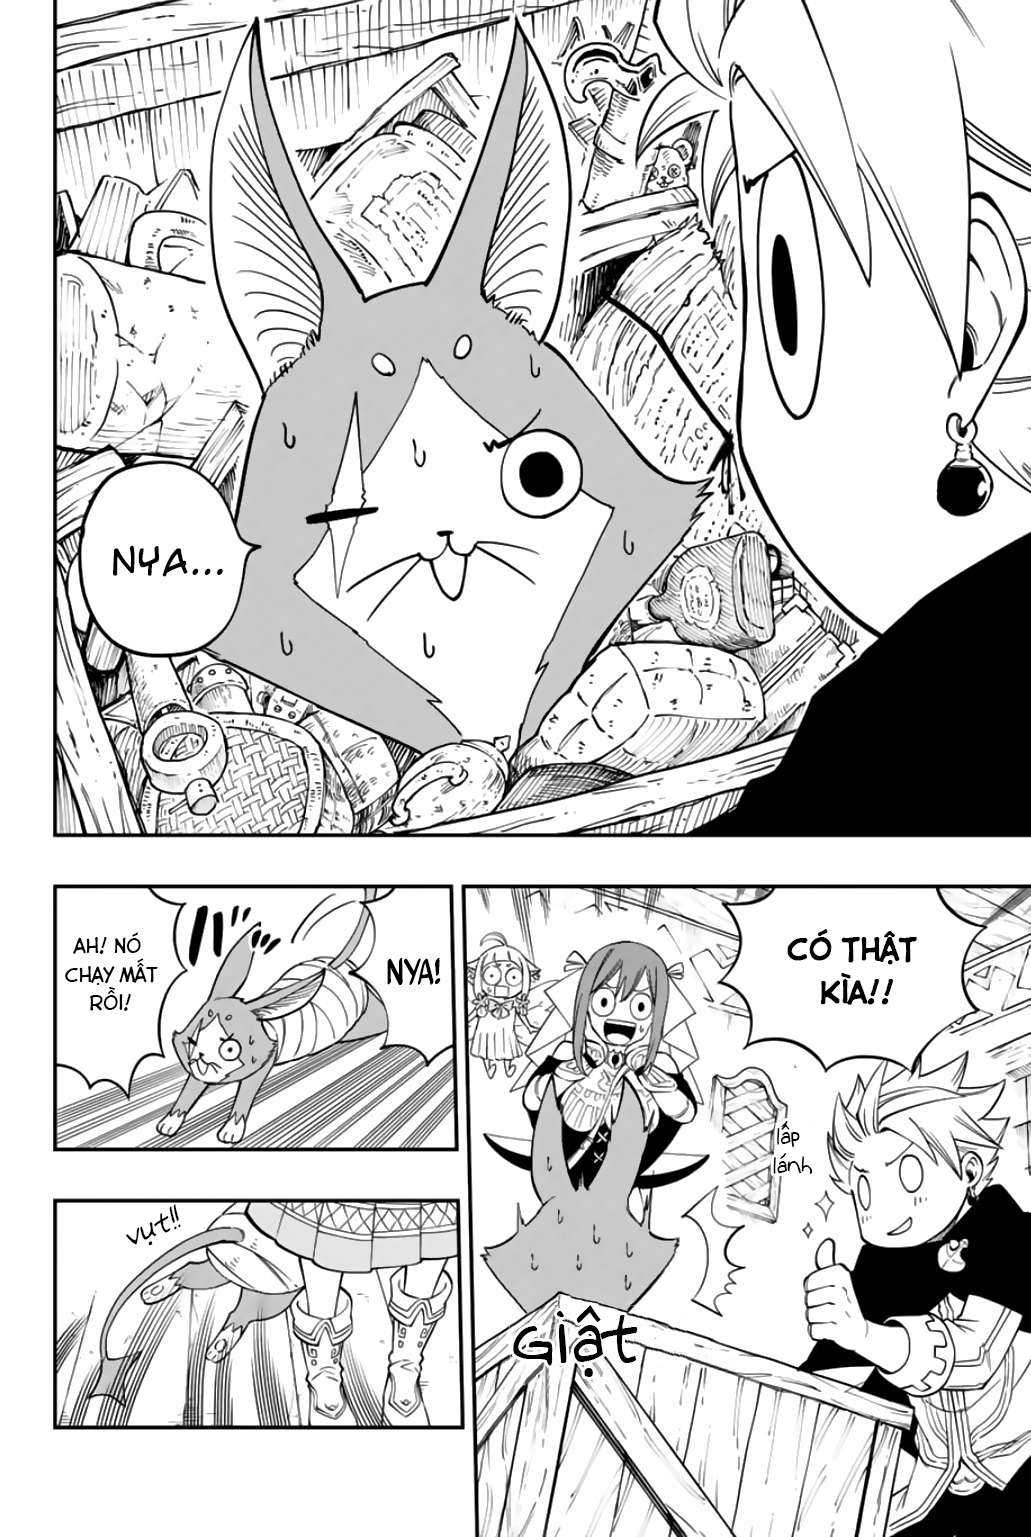 NYA...
CÓ THẬT
KÌA!!
lấp
lánh
Giật
NYA!
AH! NÓ
CHẠY MẤT
RỒI!
vụt!!